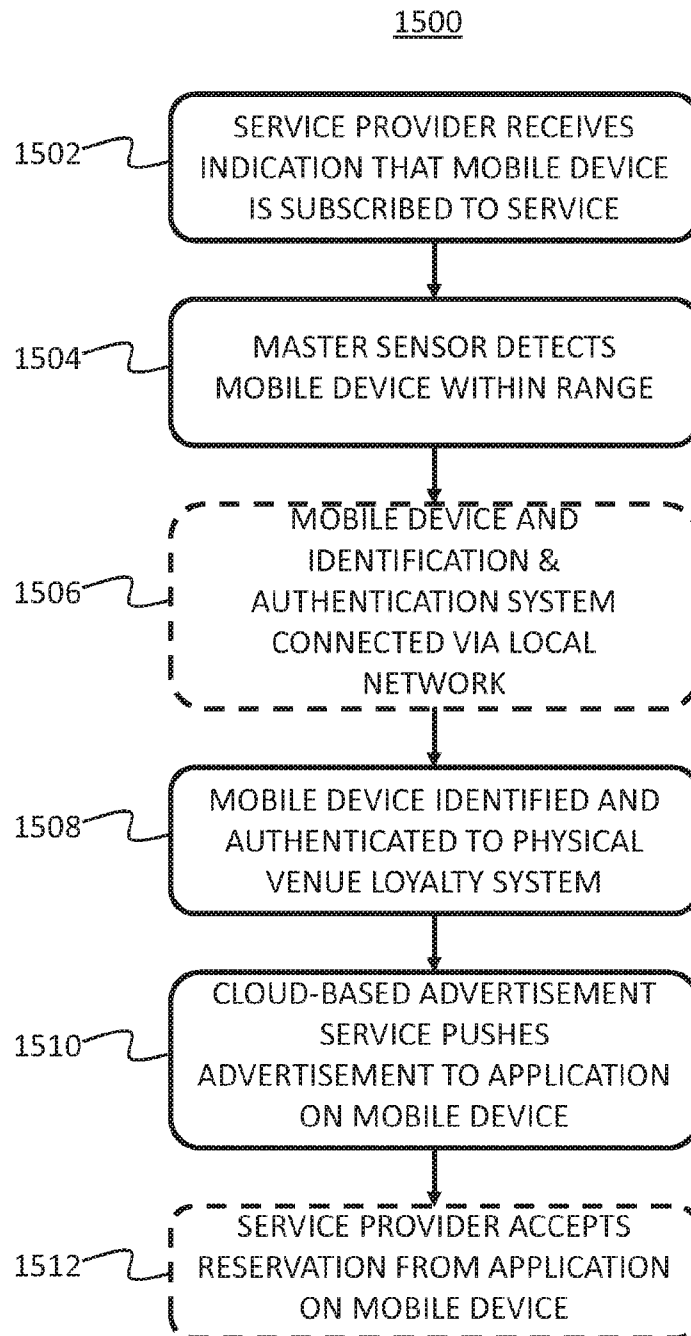 1500
1502
SERVICE PROVIDER RECEIVES
INDICATION THAT MOBILE DEVICE
IS SUBSCRIBED TO SERVICE
1504
MASTER SENSOR DETECTS
MOBILE DEVICE WITHIN RANGE
1506
MOBILE DEVICE AND
IDENTIFICATION &
AUTHENTICATION SYSTEM
CONNECTED VIA LOCAL
NETWORK
1508
MOBILE DEVICE IDENTIFIED AND
AUTHENTICATED TO PHYSICAL
VENUE LOYALTY SYSTEM
1510
CLOUD-BASED ADVERTISEMENT
SERVICE PUSHES
ADVERTISEMENT TO APPLICATION
ON MOBILE DEVICE
1512
SERVICE PROVIDER ACCEPTS
RESERVATION FROM APPLICATION
ON MOBILE DEVICE